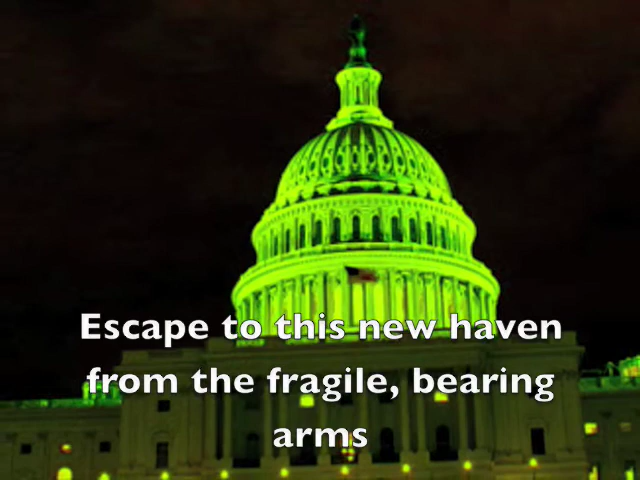 Escape to this new haven
from the fragile, bearing
arms